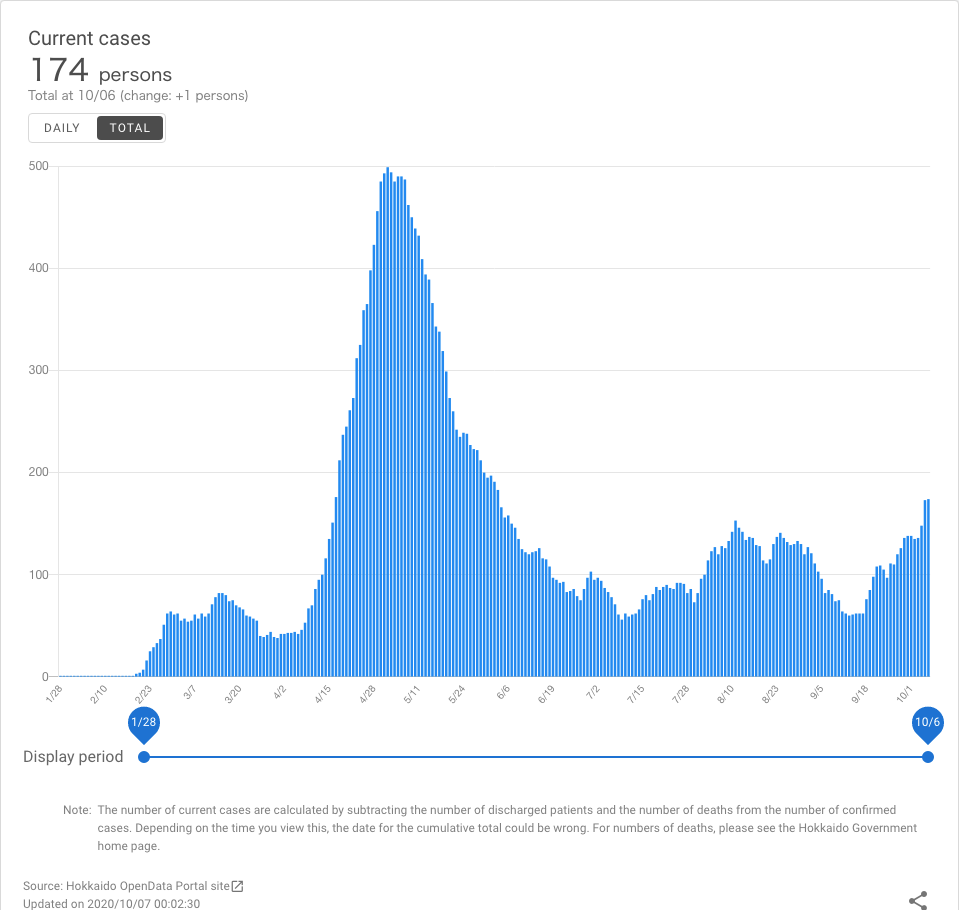 Current cases
174 persons
Total at 10/06 (change: +1 persons)
DAILY TOTAL
500
400
300
200
100
0
1/28 2/10 2/23 3/7 3/20 4/2 4/15 4/28 5/11 5/24 6/6 6/19 7/2 7/15 7/28 8/10 8/23 9/5 9/18 10/1
1/28 10/6
Display period
Note: The number of current cases are calculated by subtracting the number of discharged patients and the number of deaths from the number of confirmed
cases. Depending on the time you view this, the date for the cumulative total could be wrong. For numbers of deaths, please see the Hokkaido Government
home page.
Source: Hokkaido OpenData Portal site
Updated on 2020/10/07 00:02:30